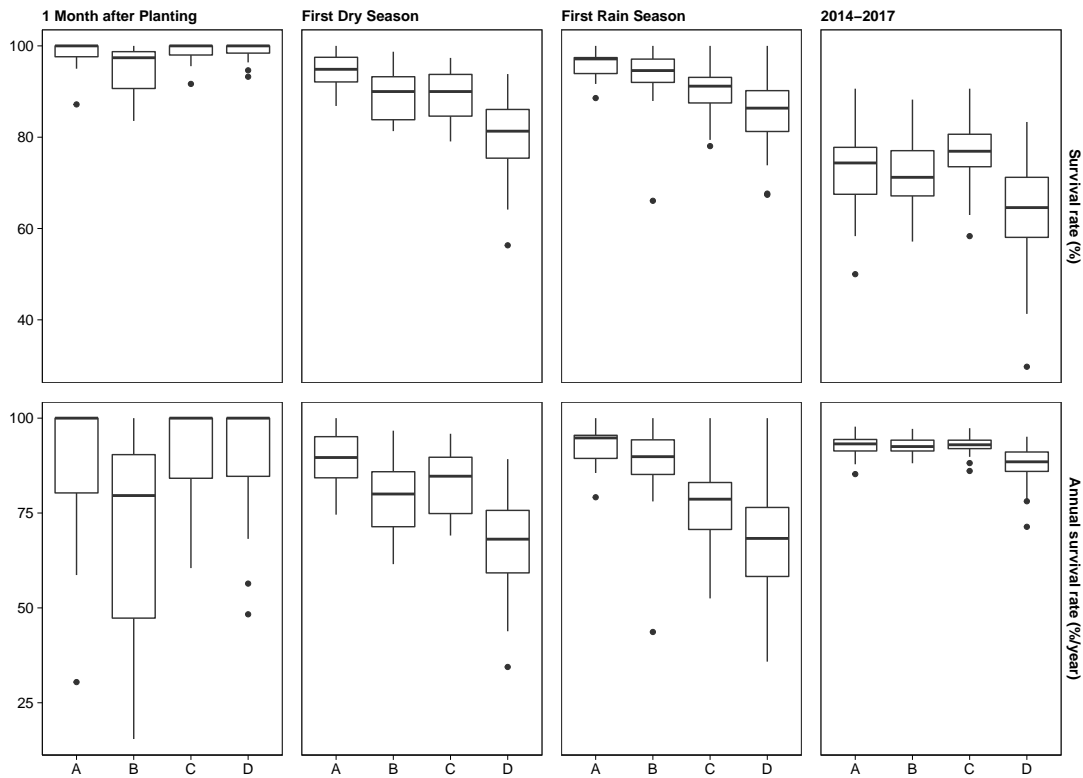 1 Month after Planting
First Dry Season
First Rain Season
2014−2017
100
80
60
40
Survival rate (%)
100
75
50
25
Annual survival rate (%/year)
A B C D
A B C D
A B C D
A B C D